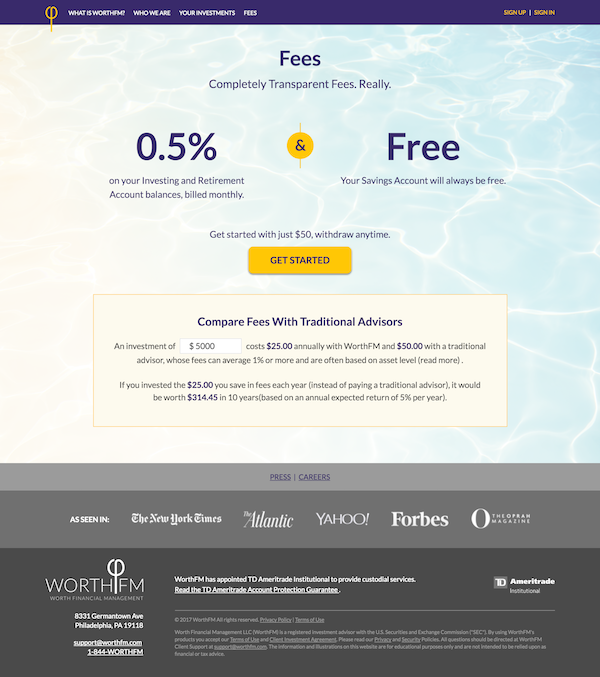 WHAT IS WORTHFM? WHO WE ARE YOUR INVESTMENTS FEES SIGN UP | SIGN IN
Fees
Completely Transparent Fees. Really.
0.5% & Free
on your Investing and Retirement
Account balances, billed monthly.
Your Savings Account will always be free.
Get started with just $50, withdraw anytime.
GET STARTED
Compare Fees With Traditional Advisors
An investment of $ 5000 costs $25.00 annually with WorthFM and $50.00 with a traditional
advisor, whose fees can average 1% or more and are often based on asset level (read more) .
If you invested the $25.00 you save in fees each year (instead of paying a traditional advisor), it would
be worth $314.45 in 10 years(based on an annual expected return of 5% per year).
PRESS | CAREERS
AS SEEN IN: The New York Times The Atlantic YAHOO! Forbes O THE OPRAH MAGAZINE
WORTHFM
WORTH FINANCIAL MANAGEMENT
8331 Germantown Ave
Philadelphia, PA 19118
support@worthfm.com
1-844-WORTHFM
WorthFM has appointed TD Ameritrade Institutional to provide custodial services.
Read the TD Ameritrade Account Protection Guarantee .
TD Ameritrade
Institutional
© 2017 WorthFM All rights reserved. Privacy Policy | Terms of Use
Worth Financial Management LLC (WorthFM) is a registered investment advisor with the U.S. Securities and Exchange Commission ("SEC"). By using WorthFM's
products you accept our Terms of Use and Client Investment Agreement. Please read our Privacy and Security Policies. All questions should be directed at WorthFM
Client Support at support@worthfm.com. The information and illustrations on this website are for educational purposes only and are not intended to be relied upon as
financial or tax advice.